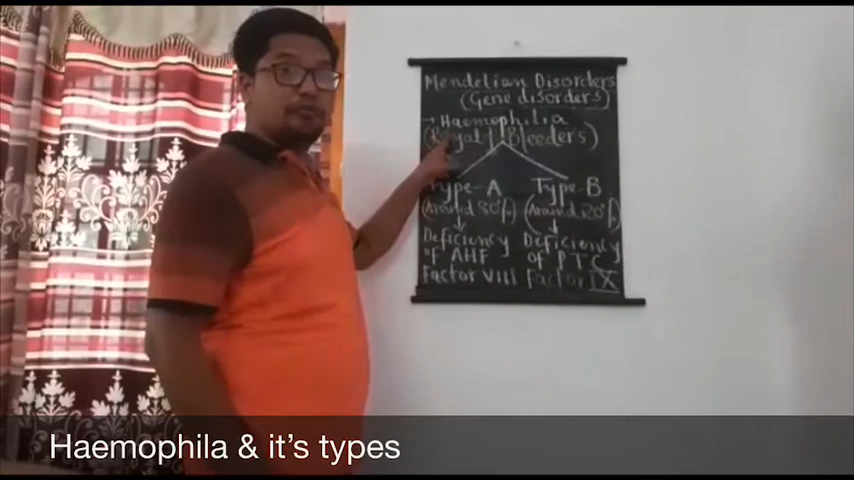 Mendelian Disorders
(Gene disorders)
→ Haemophilia
(Royal Bleeders)
Type-A Type-B
(Around 80%) (Around 20%)
Deficiency Deficiency
of AHF of PTC
Factor VIII Factor IX
Haemophila & it's types